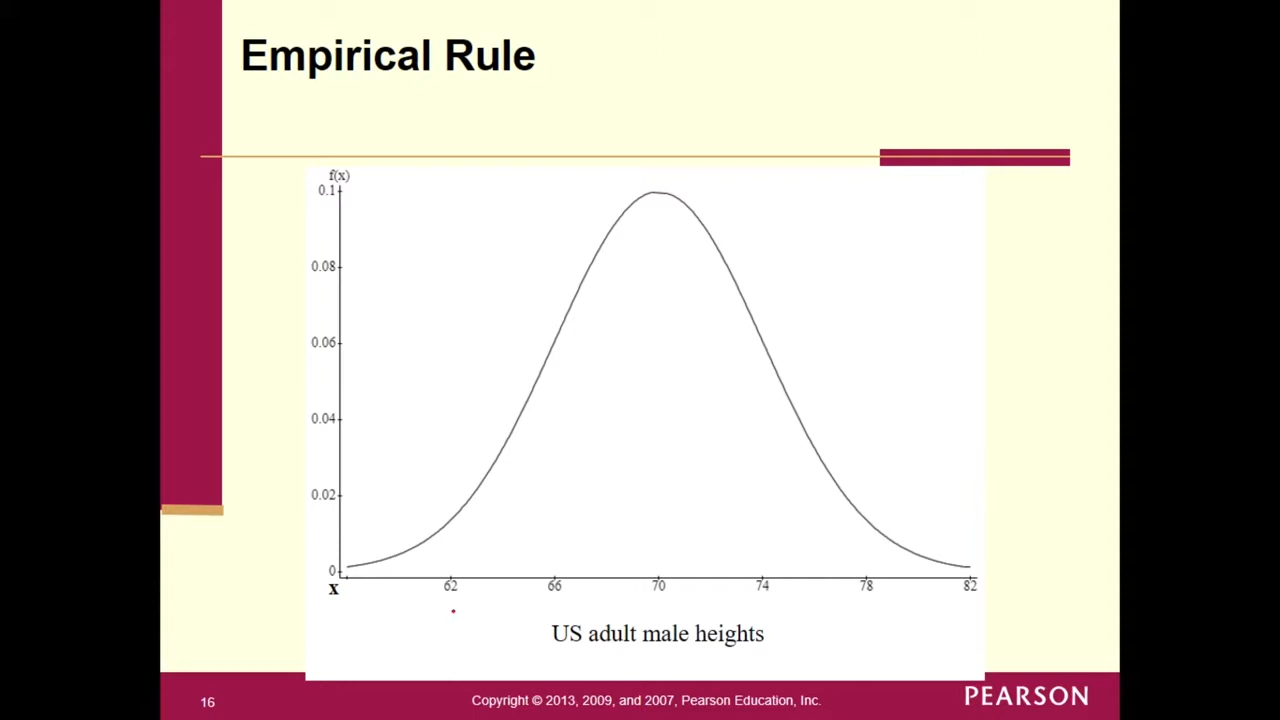 Empirical Rule
f(x)
0.1
0.08
0.06
0.04
0.02
0
x
62 66 70 74 78 82
US adult male heights
16
Copyright © 2013, 2009, and 2007, Pearson Education, Inc.
PEARSON